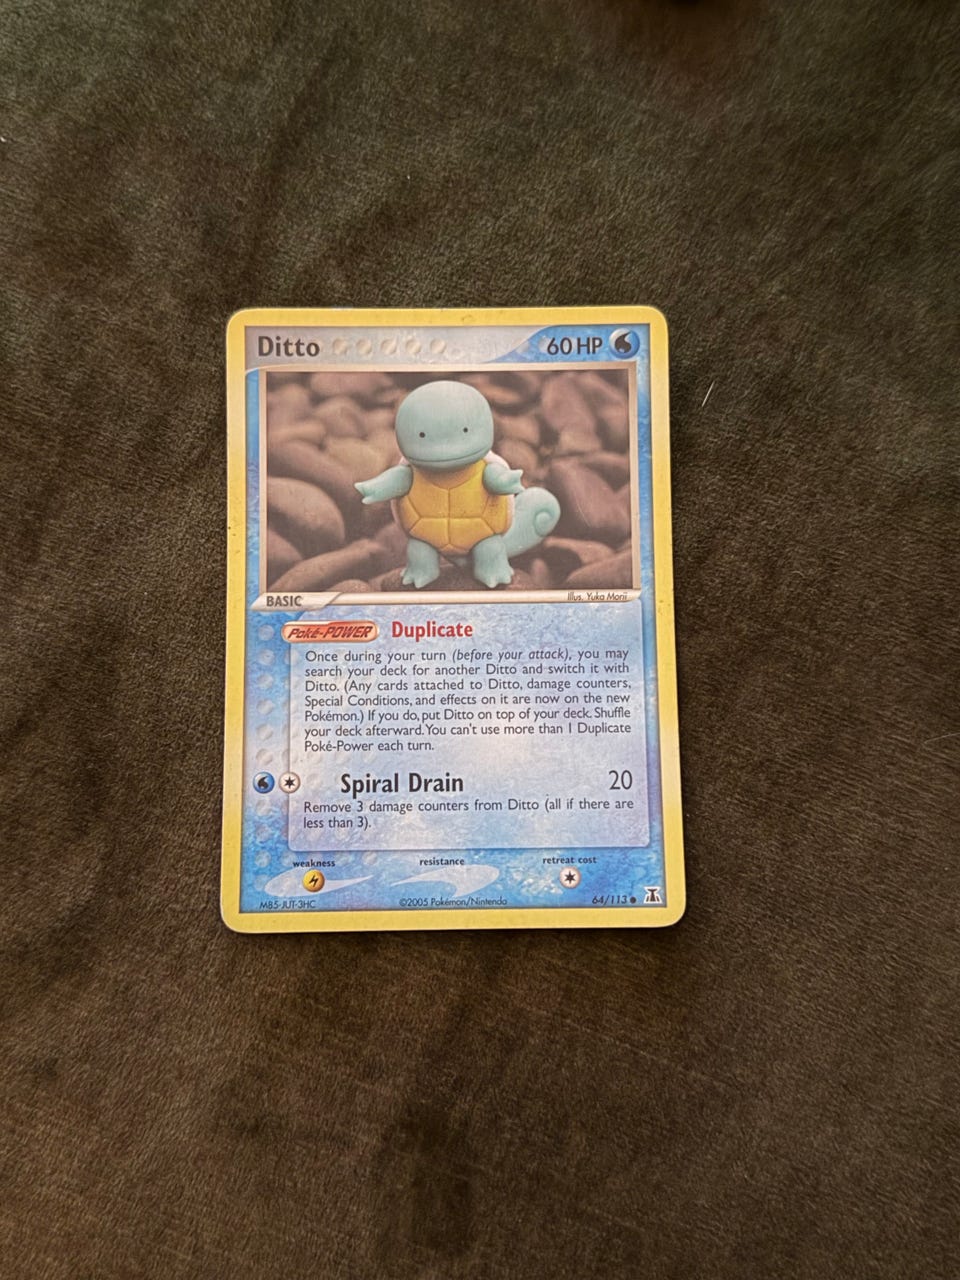 Ditto 60 HP
BASIC Illus. Yuka Morii
Poké-POWER Duplicate
Once during your turn (before your attack), you may
search your deck for another Ditto and switch it with
Ditto. (Any cards attached to Ditto, damage counters,
Special Conditions, and effects on it are now on the new
Pokémon.) If you do, put Ditto on top of your deck. Shuffle
your deck afterward. You can't use more than 1 Duplicate
Poké-Power each turn.
Spiral Drain 20
Remove 3 damage counters from Ditto (all if there are
less than 3).
weakness resistance retreat cost
MB5-JUT-3HC ©2005 Pokémon/Nintendo 64/113